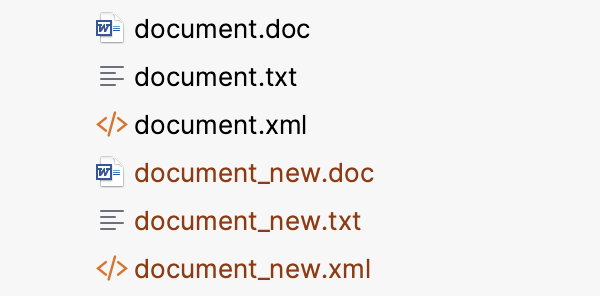 document.doc
document.txt
document.xml
document_new.doc
document_new.txt
document_new.xml